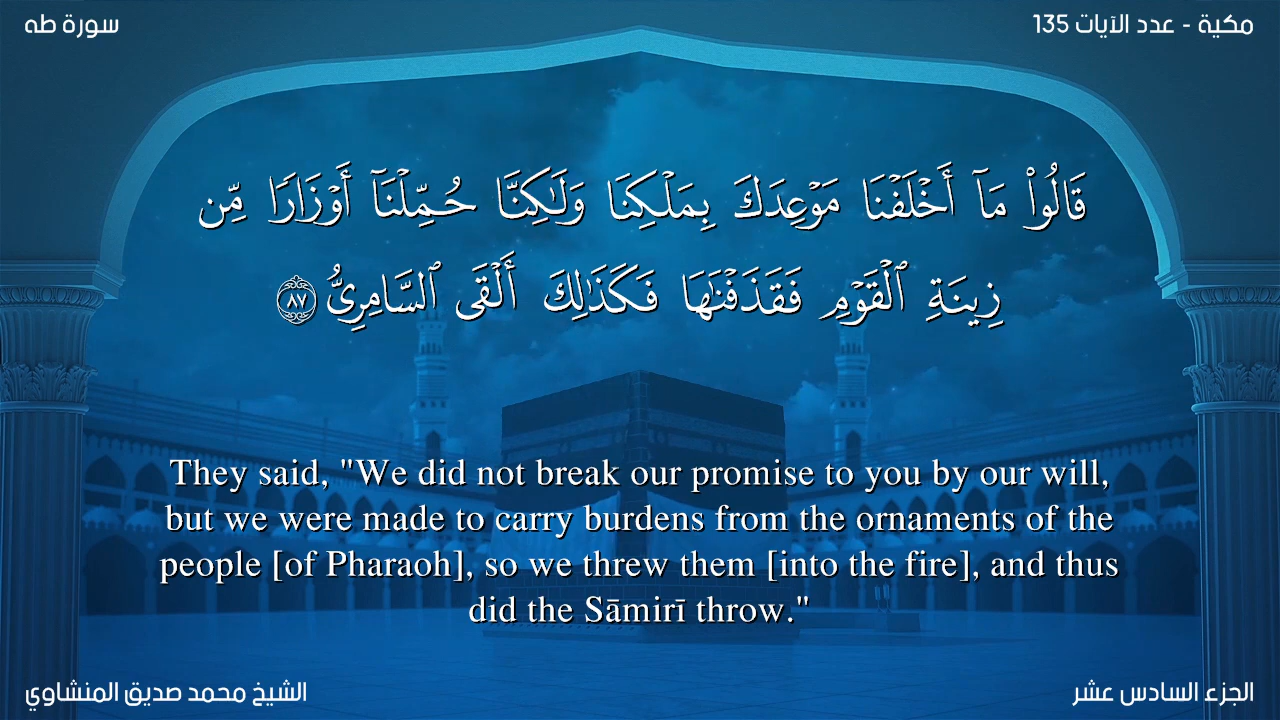 مكية - عدد الآيات 135
سورة طه
قَالُوا۟ مَآ أَخْلَفْنَا مَوْعِدَكَ بِمَلْكِنَا وَلَـٰكِنَّا حُمِّلْنَآ أَوْزَارًا مِّن
زِينَةِ ٱلْقَوْمِ فَقَذَفْنَـٰهَا فَكَذَٰلِكَ أَلْقَى ٱلسَّامِرِىُّ ٨٧
They said, "We did not break our promise to you by our will,
but we were made to carry burdens from the ornaments of the
people [of Pharaoh], so we threw them [into the fire], and thus
did the Sāmirī throw."
الجزء السادس عشر
الشيخ محمد صديق المنشاوي